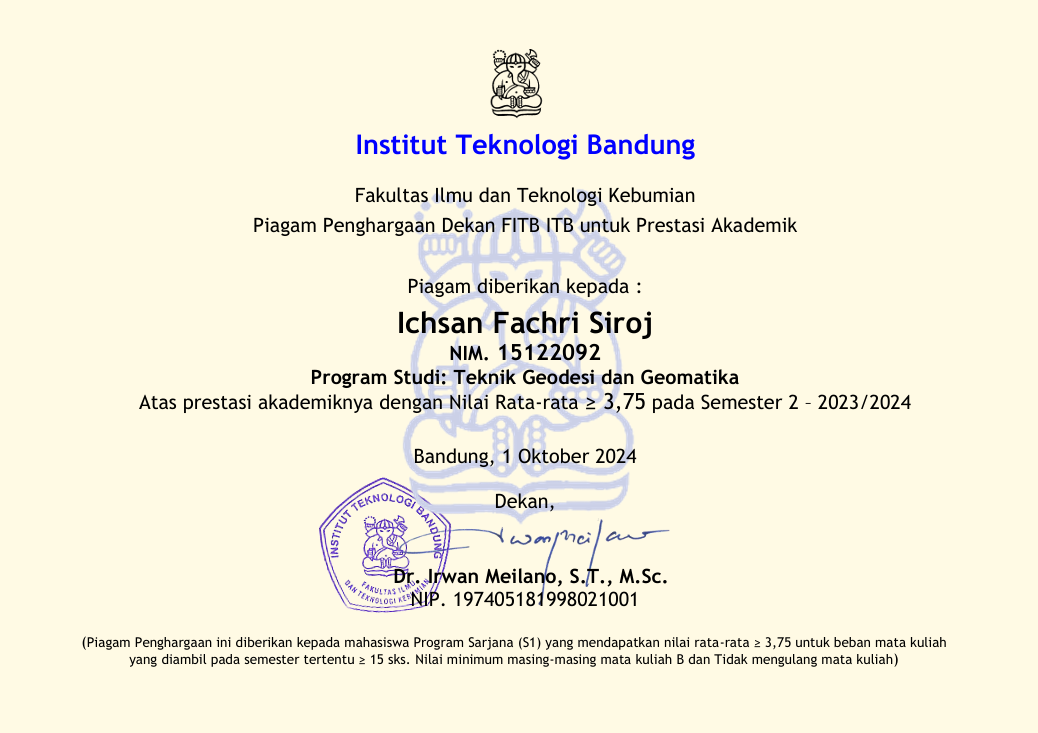 Institut Teknologi Bandung
Fakultas Ilmu dan Teknologi Kebumian
Piagam Penghargaan Dekan FITB ITB untuk Prestasi Akademik
Piagam diberikan kepada :
Ichsan Fachri Siroj
NIM. 15122092
Program Studi: Teknik Geodesi dan Geomatika
Atas prestasi akademiknya dengan Nilai Rata-rata ≥ 3,75 pada Semester 2 – 2023/2024
Bandung, 1 Oktober 2024
Dekan,
INSTITUT TEKNOLOGI BANDUNG
FAKULTAS ILMU
DAN TEKNOLOGI KEBUMIAN
Dr. Irwan Meilano, S.T., M.Sc.
NIP. 197405181998021001
(Piagam Penghargaan ini diberikan kepada mahasiswa Program Sarjana (S1) yang mendapatkan nilai rata-rata ≥ 3,75 untuk beban mata kuliah
yang diambil pada semester tertentu ≥ 15 sks. Nilai minimum masing-masing mata kuliah B dan Tidak mengulang mata kuliah)